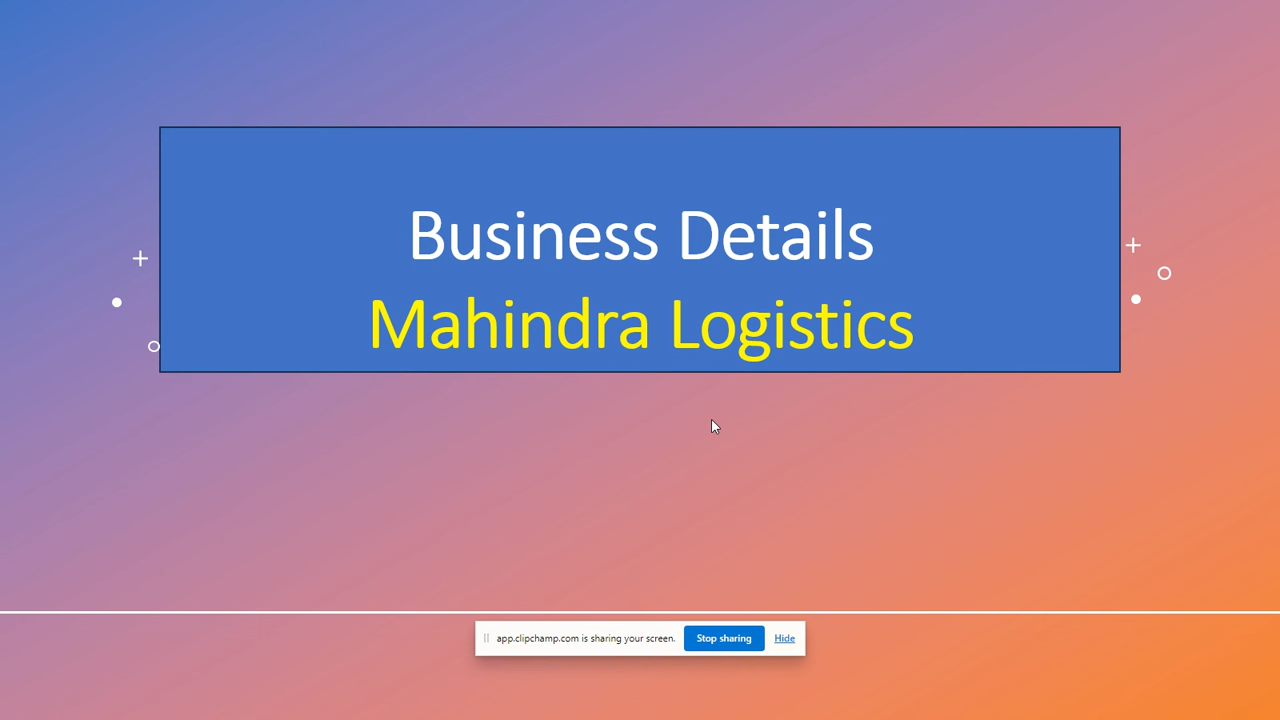 Business Details
Mahindra Logistics
app.clipchamp.com is sharing your screen. Stop sharing Hide